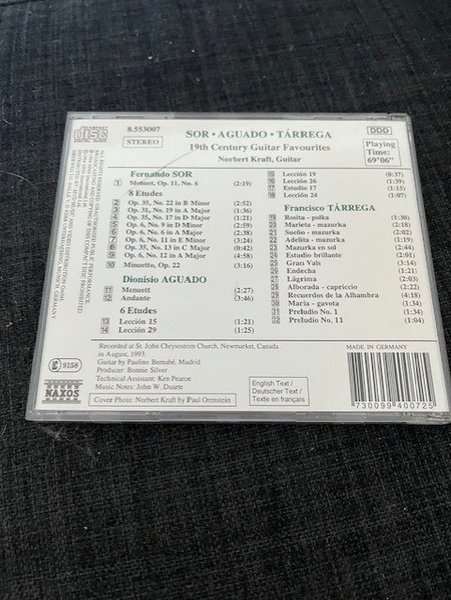 COMPACT
disc
DIGITAL AUDIO
8.553007
STEREO
SOR • AGUADO • TÁRREGA
19th Century Guitar Favourites
Norbert Kraft, Guitar
DDD
Playing
Time:
69'06"
Fernando SOR
1 Menuet, Op. 11, No. 6 (2:19)
8 Etudes
2 Op. 35, No. 22 in B Minor (2:52)
3 Op. 31, No. 19 in A Major (1:36)
4 Op. 35, No. 17 in D Major (1:21)
5 Op. 6, No. 9 in D Minor (2:59)
6 Op. 6, No. 6 in A Major (2:38)
7 Op. 6, No. 11 in E Minor (3:24)
8 Op. 35, No. 13 in C Major (0:42)
9 Op. 6, No. 12 in A Major (4:58)
10 Minuetto, Op. 22 (3:16)
Dionisio AGUADO
11 Menuett (2:27)
12 Andante (3:46)
6 Etudes
13 Lección 15 (1:21)
14 Lección 29 (1:25)
15 Lección 19 (0:37)
16 Lección 26 (1:39)
17 Estudio 17 (1:15)
18 Lección 24 (1:07)
Francisco TÁRREGA
19 Rosita - polka (1:30)
20 Marieta - mazurka (2:18)
21 Sueño - mazurka (2:02)
22 Adelita - mazurka (1:19)
23 Mazurka en sol (2:44)
24 Estudio brillante (2:01)
25 Gran Vals (3:14)
26 Endecha (1:21)
27 Lágrima (2:03)
28 Alborada - capriccio (2:22)
29 Recuerdos de la Alhambra (4:18)
30 Maria - gavota (1:34)
31 Preludio No. 1 (1:34)
32 Preludio No. 13 (1:04)
Recorded at St. John Chrysostom Church, Newmarket, Canada
in August, 1993.
Guitar by Paulino Bernabé, Madrid
Producer: Bonnie Silver
Technical Assistant: Ken Pearce
Music Notes: John W. Duarte
Cover Photo: Norbert Kraft by Paul Orenstein
MADE IN GERMANY
English Text /
Deutscher Text /
Texte en français
9158
NAXOS
730099 400725